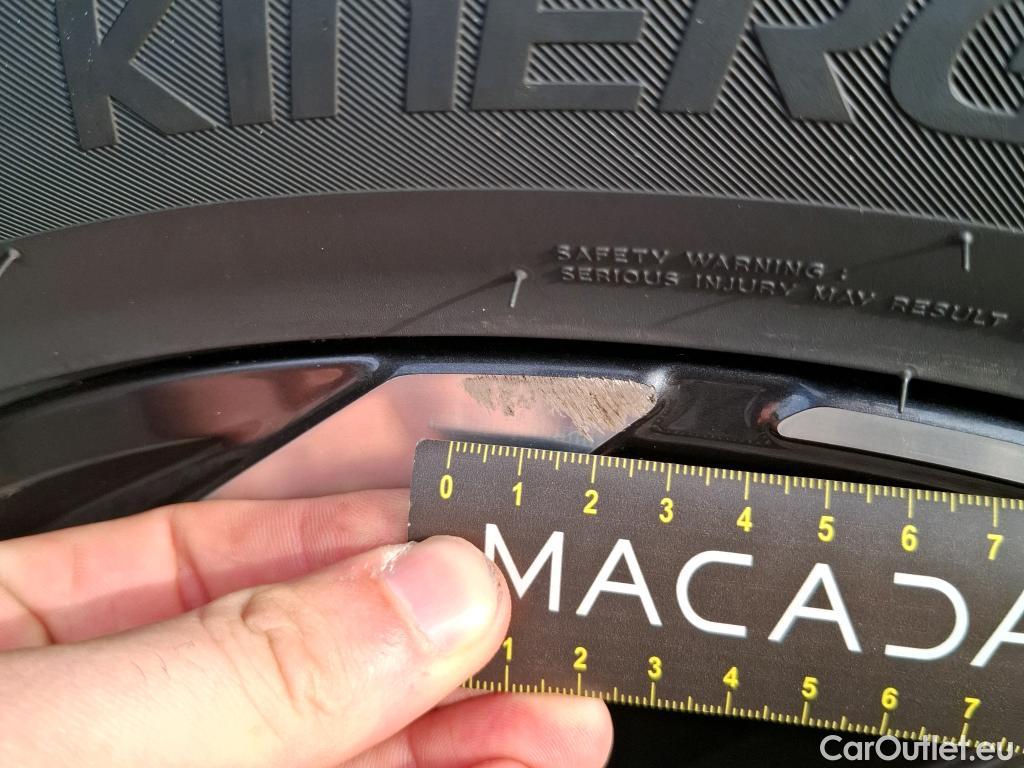 KINERG
SAFETY WARNING :
SERIOUS INJURY MAY RESULT
0 1 2 3 4 5 6 7
MACADA
1 2 3 4 5 6 7
CarOutlet.eu